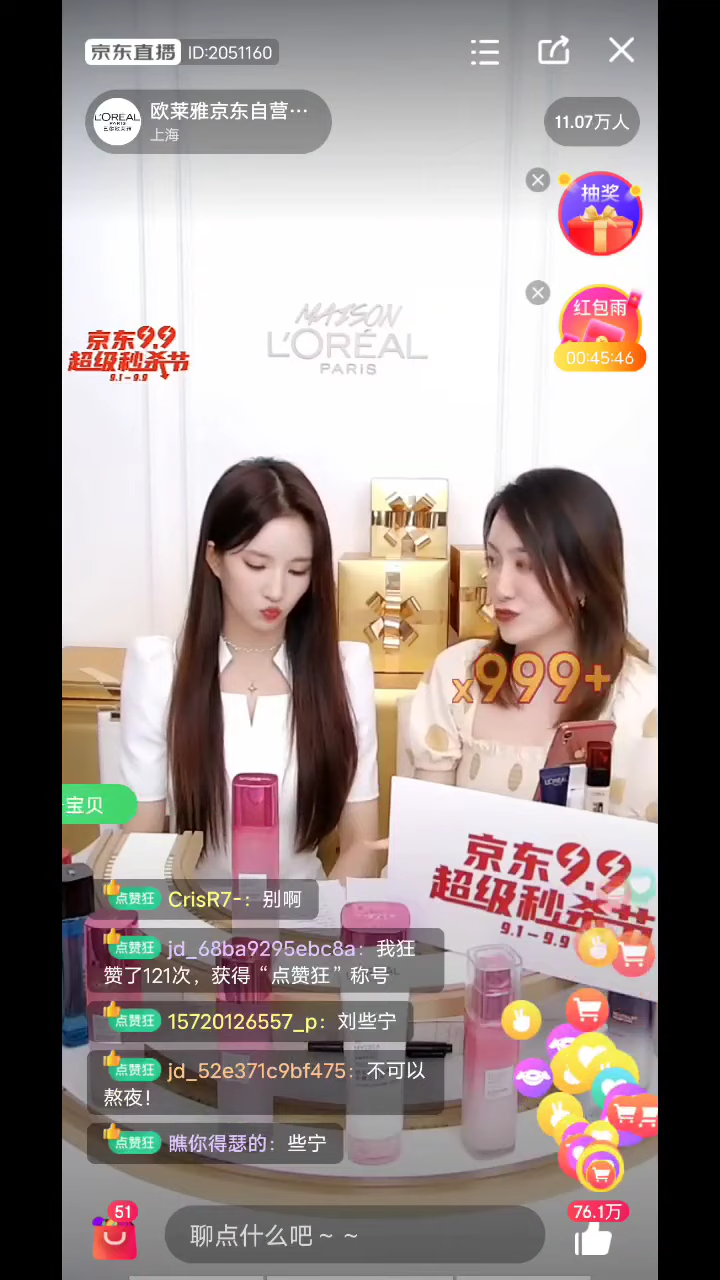 京东直播 ID:2051160
L'ORÉAL
PARIS
欧莱雅京东自营…
上海
11.07万人
抽奖
红包雨
00:45:46
京东9.9
超级秒杀节
9.1-9.9
MAISON
L'ORÉAL
PARIS
x999+
宝贝
京东9.9
超级秒杀节
9.1-9.9
点赞狂 CrisR7-：别啊
点赞狂 jd_68ba9295ebc8a：我狂
赞了121次，获得“点赞狂”称号
点赞狂 15720126557_p：刘些宁
点赞狂 jd_52e371c9bf475：不可以
熬夜！
点赞狂 瞧你得瑟的：些宁
51
聊点什么吧~~
76.1万